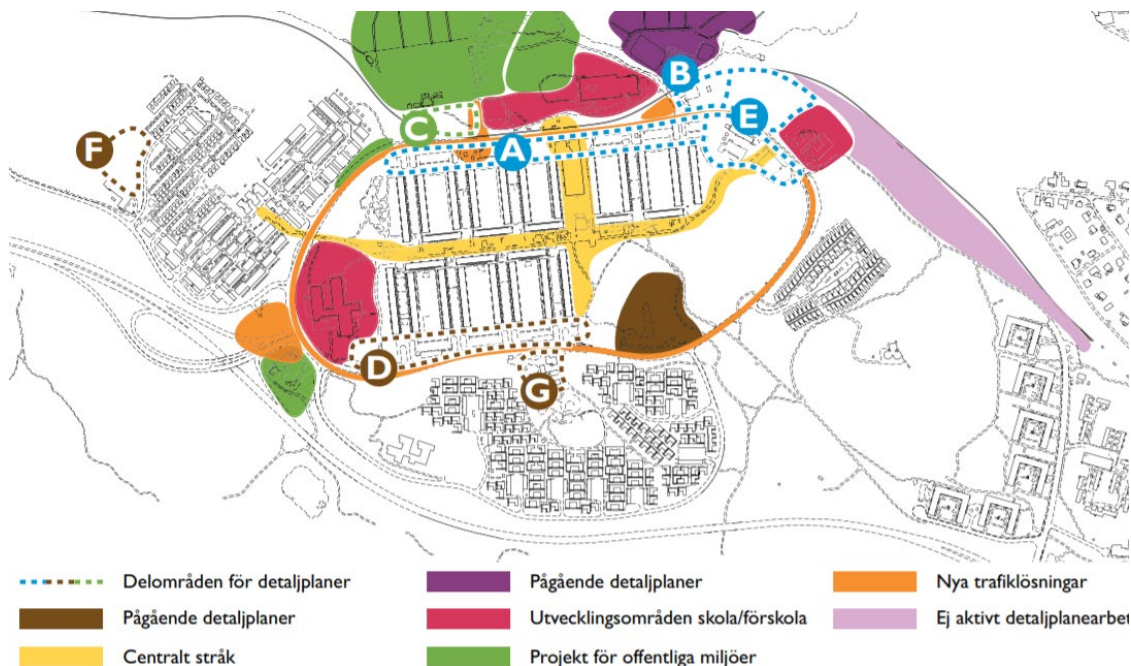 B
E
C
A
F
D
G
Delområden för detaljplaner
Pågående detaljplaner
Nya trafiklösningar
Pågående detaljplaner
Utvecklingsområden skola/förskola
Ej aktivt detaljplanearbet
Centralt stråk
Projekt för offentliga miljöer